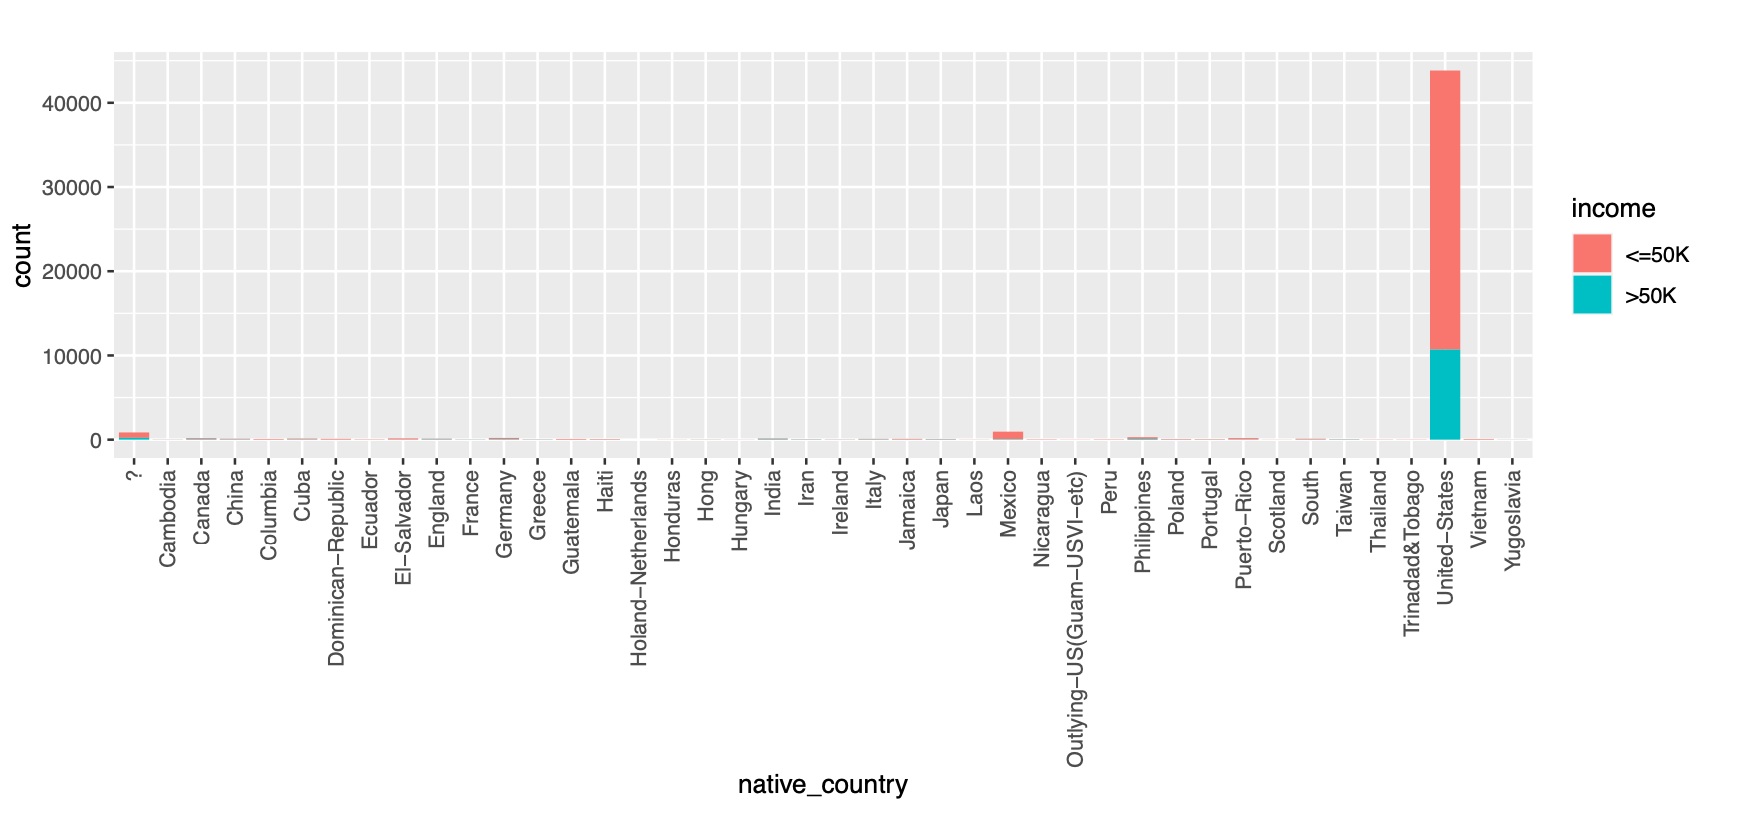 40000
30000
20000
10000
0
count
?
Cambodia
Canada
China
Columbia
Cuba
Dominican−Republic
Ecuador
El−Salvador
England
France
Germany
Greece
Guatemala
Haiti
Holand−Netherlands
Honduras
Hong
Hungary
India
Iran
Ireland
Italy
Jamaica
Japan
Laos
Mexico
Nicaragua
Outlying−US(Guam−USVI−etc)
Peru
Philippines
Poland
Portugal
Puerto−Rico
Scotland
South
Taiwan
Thailand
Trinadad&Tobago
United−States
Vietnam
Yugoslavia
native_country
income
<=50K
>50K